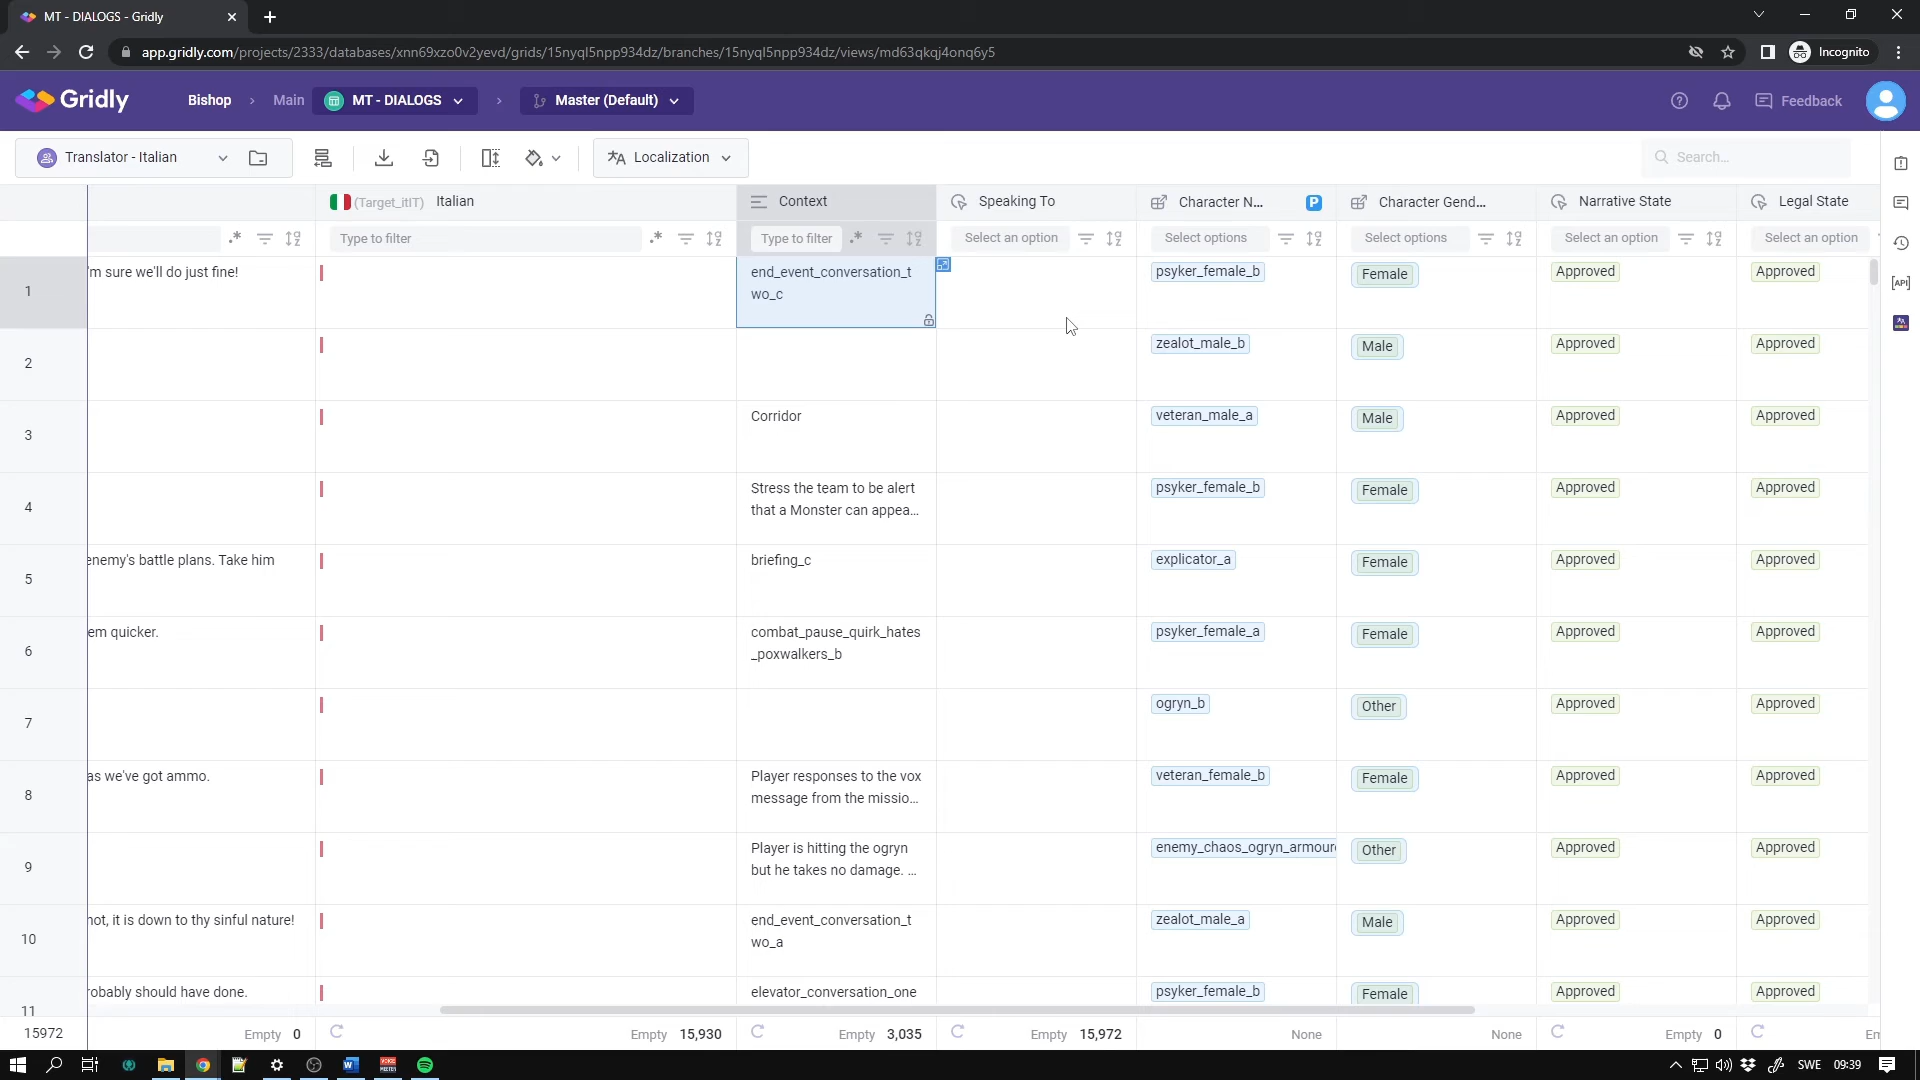 MT - DIALOGS - Gridly
app.gridly.com/projects/2333/databases/xnn69xzo0v2yevd/grids/15nyql5npp934dz/branches/15nyql5npp934dz/views/md63qkqj4onq6y5
Incognito
Gridly
Bishop
Main
MT - DIALOGS
Master (Default)
Feedback
Translator - Italian
Localization
Search...
(Target_itIT) Italian
Context
Speaking To
Character N...
P
Character Gend...
Narrative State
Legal State
Type to filter
Type to filter
Select an option
Select options
Select options
Select an option
Select an option
1
'm sure we'll do just fine!
end_event_conversation_t
wo_c
psyker_female_b
Female
Approved
Approved
2
zealot_male_b
Male
Approved
Approved
3
Corridor
veteran_male_a
Male
Approved
Approved
4
Stress the team to be alert
that a Monster can appea...
psyker_female_b
Female
Approved
Approved
5
enemy's battle plans. Take him
briefing_c
explicator_a
Female
Approved
Approved
6
em quicker.
combat_pause_quirk_hates
_poxwalkers_b
psyker_female_a
Female
Approved
Approved
7
ogryn_b
Other
Approved
Approved
8
as we've got ammo.
Player responses to the vox
message from the missio...
veteran_female_b
Female
Approved
Approved
9
Player is hitting the ogryn
but he takes no damage. ...
enemy_chaos_ogryn_armour
Other
Approved
Approved
10
not, it is down to thy sinful nature!
end_event_conversation_t
wo_a
zealot_male_a
Male
Approved
Approved
11
robably should have done.
elevator_conversation_one
psyker_female_b
Female
Approved
Approved
15972
Empty 0
Empty 15,930
Empty 3,035
Empty 15,972
None
None
Empty 0
Em
SWE
09:39